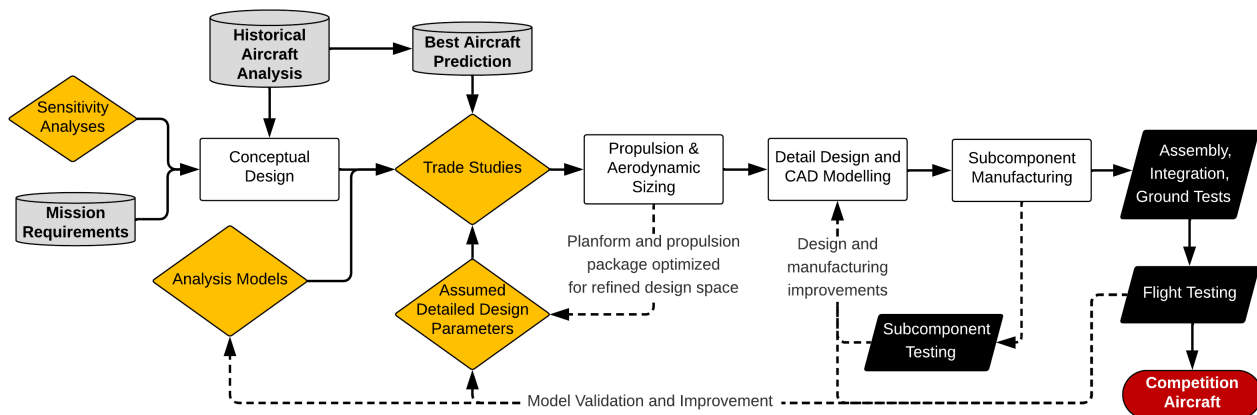 Historical
Aircraft
Analysis
Best Aircraft
Prediction
Sensitivity
Analyses
Mission
Requirements
Conceptual
Design
Analysis Models
Trade Studies
Assumed
Detailed Design
Parameters
Propulsion &
Aerodynamic
Sizing
Planform and propulsion
package optimized
for refined design space
Detail Design and
CAD Modelling
Design and
manufacturing
improvements
Subcomponent
Manufacturing
Subcomponent
Testing
Assembly,
Integration,
Ground Tests
Flight Testing
Competition
Aircraft
Model Validation and Improvement